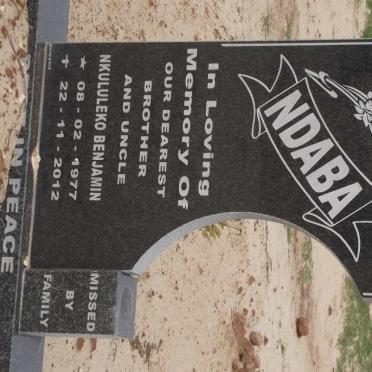 NDABA
In Loving
Memory Of
OUR DEAREST
BROTHER
AND UNCLE
NKULULEKO BENJAMIN
08 - 02 - 1977
22 - 11 - 2012
MISSED
BY
FAMILY
IN PEACE